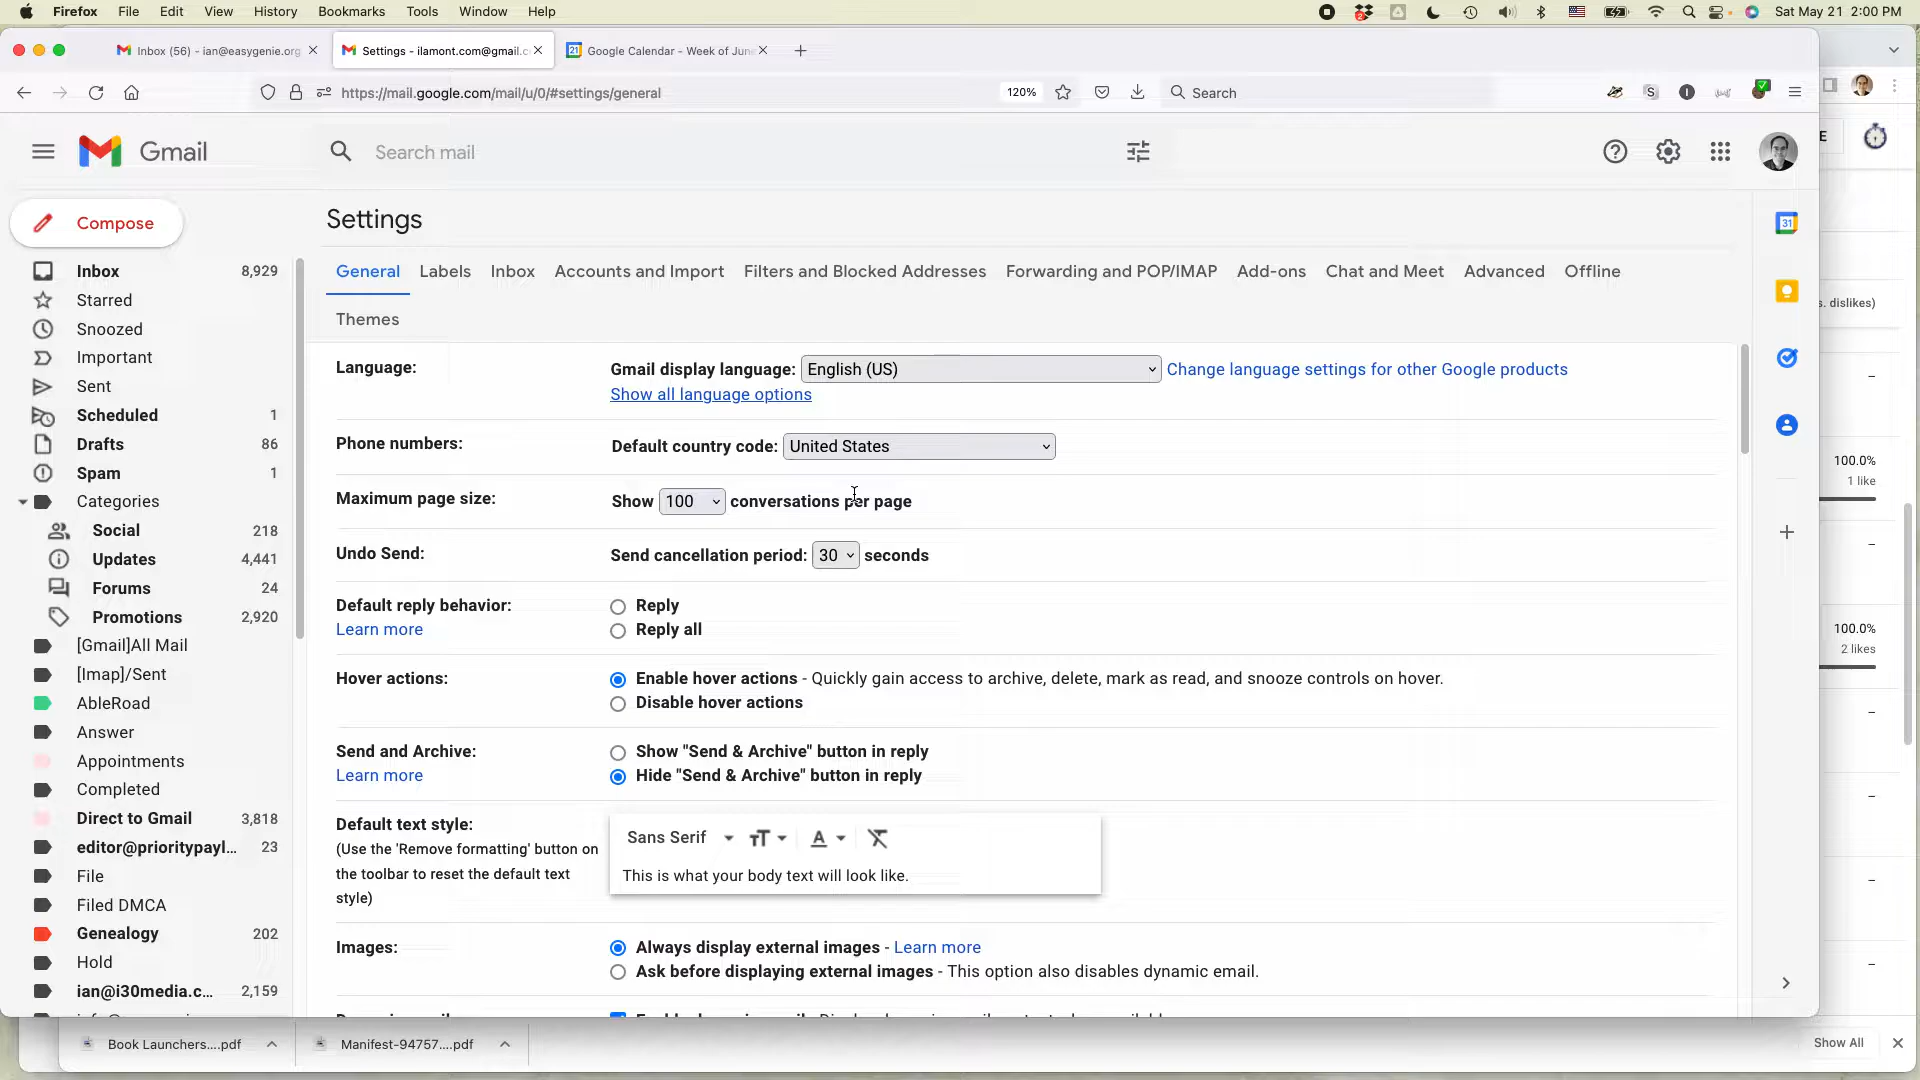 Firefox File Edit View History Bookmarks Tools Window Help Sat May 21 2:00 PM
Inbox (56) - ian@easygenie.org Settings - ilamont.com@gmail.c Google Calendar - Week of June
https://mail.google.com/mail/u/0/#settings/general 120% Search
Gmail Search mail
Compose
Inbox 8,929
Starred
Snoozed
Important
Sent
Scheduled 1
Drafts 86
Spam 1
Categories
Social 218
Updates 4,441
Forums 24
Promotions 2,920
[Gmail]All Mail
[Imap]/Sent
AbleRoad
Answer
Appointments
Completed
Direct to Gmail 3,818
editor@prioritypayl... 23
File
Filed DMCA
Genealogy 202
Hold
ian@i30media.c... 2,159
Settings
General Labels Inbox Accounts and Import Filters and Blocked Addresses Forwarding and POP/IMAP Add-ons Chat and Meet Advanced Offline
Themes
Language: Gmail display language: English (US) Change language settings for other Google products
Show all language options
Phone numbers: Default country code: United States
Maximum page size: Show 100 conversations per page
Undo Send: Send cancellation period: 30 seconds
Default reply behavior: Reply
Learn more Reply all
Hover actions: Enable hover actions - Quickly gain access to archive, delete, mark as read, and snooze controls on hover.
Disable hover actions
Send and Archive: Show "Send & Archive" button in reply
Learn more Hide "Send & Archive" button in reply
Default text style:
(Use the 'Remove formatting' button on
the toolbar to reset the default text
style)
Sans Serif
This is what your body text will look like.
Images: Always display external images - Learn more
Ask before displaying external images - This option also disables dynamic email.
31
E
s. dislikes)
100.0%
1 like
100.0%
2 likes
Book Launchers....pdf Manifest-94757....pdf Show All